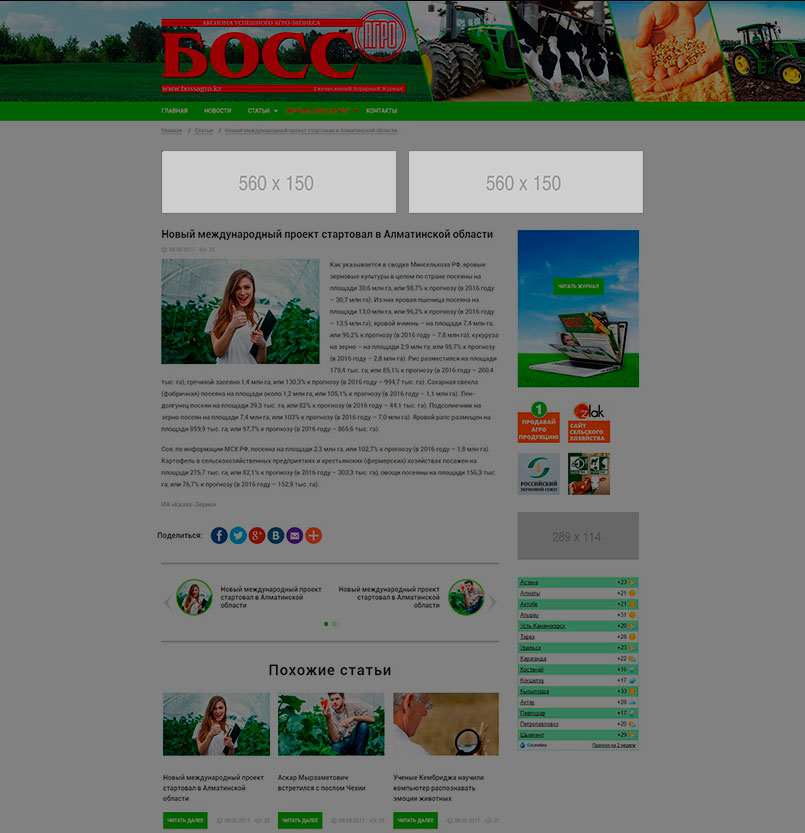 АКСИОМА УСПЕШНОГО АГРО-БИЗНЕСА
БОСС
АГРО
www.bossagro.kz
Ежемесячный Аграрный Журнал
ГЛАВНАЯ НОВОСТИ СТАТЬИ КОНТАКТЫ
Главная / Статьи / Новый международный проект стартовал в Алматинской области
560 x 150
560 x 150
Новый международный проект стартовал в Алматинской области
08.06.2017 25
Как указывается в сводке Минсельхоза РФ, яровые
зерновые культуры в целом по стране посеяны на
площади 30,6 млн га, или 98,7% к прогнозу (в 2016 году
– 30,7 млн га). Из них яровая пшеница посеяна на
площади 13,0 млн га, или 96,2% к прогнозу (в 2016 году
– 13,5 млн га), яровой ячмень – на площади 7,4 млн га,
или 96,2% к прогнозу (в 2016 году – 7,8 млн га), кукуруза
на зерно – на площади 2,9 млн га, или 95,7% к прогнозу
(в 2016 году – 2,8 млн га). Рис разместился на площади
179,4 тыс. га, или 85,1% к прогнозу (в 2016 году – 200,4
тыс. га), гречихой засеяно 1,4 млн га, или 130,3% к прогнозу (в 2016 году – 994,7 тыс. га). Сахарная свекла
(фабричная) посеяна на площади около 1,2 млн га, или 105,1% к прогнозу (в 2016 году – 1,1 млн га). Лен-
долгунец посеян на площади 39,3 тыс. га, или 82% к прогнозу (в 2016 году – 44,1 тыс. га). Подсолнечник на
зерно посеян на площади 7,4 млн, или 103% к прогнозу (в 2016 году – 7,0 млн га). Яровой рапс размещен на
площади 859,9 тыс. га, или 97,7% к прогнозу (в 2016 году – 865,6 тыс. га).
Соя, по информации МСХ РФ, посеяна на площади 2,3 млн га, или 102,7% к прогнозу (в 2016 году – 1,8 млн га).
Картофель в сельскохозяйственных предприятиях и крестьянских (фермерских) хозяйствах посажен на
площади 275,7 тыс. га, или 82,1% к прогнозу (в 2016 году – 303,3 тыс. га), овощи посеяны на площади 156,3
тыс. га, или 76,7% к прогнозу (в 2016 году – 152,9 тыс. га).
ИА «Казах-Зерно»
Поделиться:
Новый международный проект
стартовал в Алматинской
области
Новый международный проект
стартовал в Алматинской
области
Похожие статьи
Новый международный проект
стартовал в Алматинской
области
ЧИТАТЬ ДАЛЕЕ 08.06.2017 25
Аскар Мырзаметович
встретился с послом Чехии
ЧИТАТЬ ДАЛЕЕ 08.06.2017 25
Ученые Кембриджа научили
компьютер распознавать
эмоции животных
ЧИТАТЬ ДАЛЕЕ 08.06.2017 25
ЧИТАТЬ ЖУРНАЛ
БОСС
1
ПРОДАВАЙ
АГРО
ПРОДУКЦИЮ
zlak
САЙТ
СЕЛЬСКОГО
ХОЗЯЙСТВА
РОССИЙСКИЙ
ЗЕРНОВОЙ СОЮЗ
289 x 114
Астана +23
Алматы +21
Актобе +21
Атырау +31
Усть-Каменогорск +20
Тараз +28
Уральск +23
Караганда +22
Костанай +16
Кокшетау +17
Кызылорда +33
Актау +28
Павлодар +17
Петропавловск +20
Шымкент +29
Прогноз на 2 недели